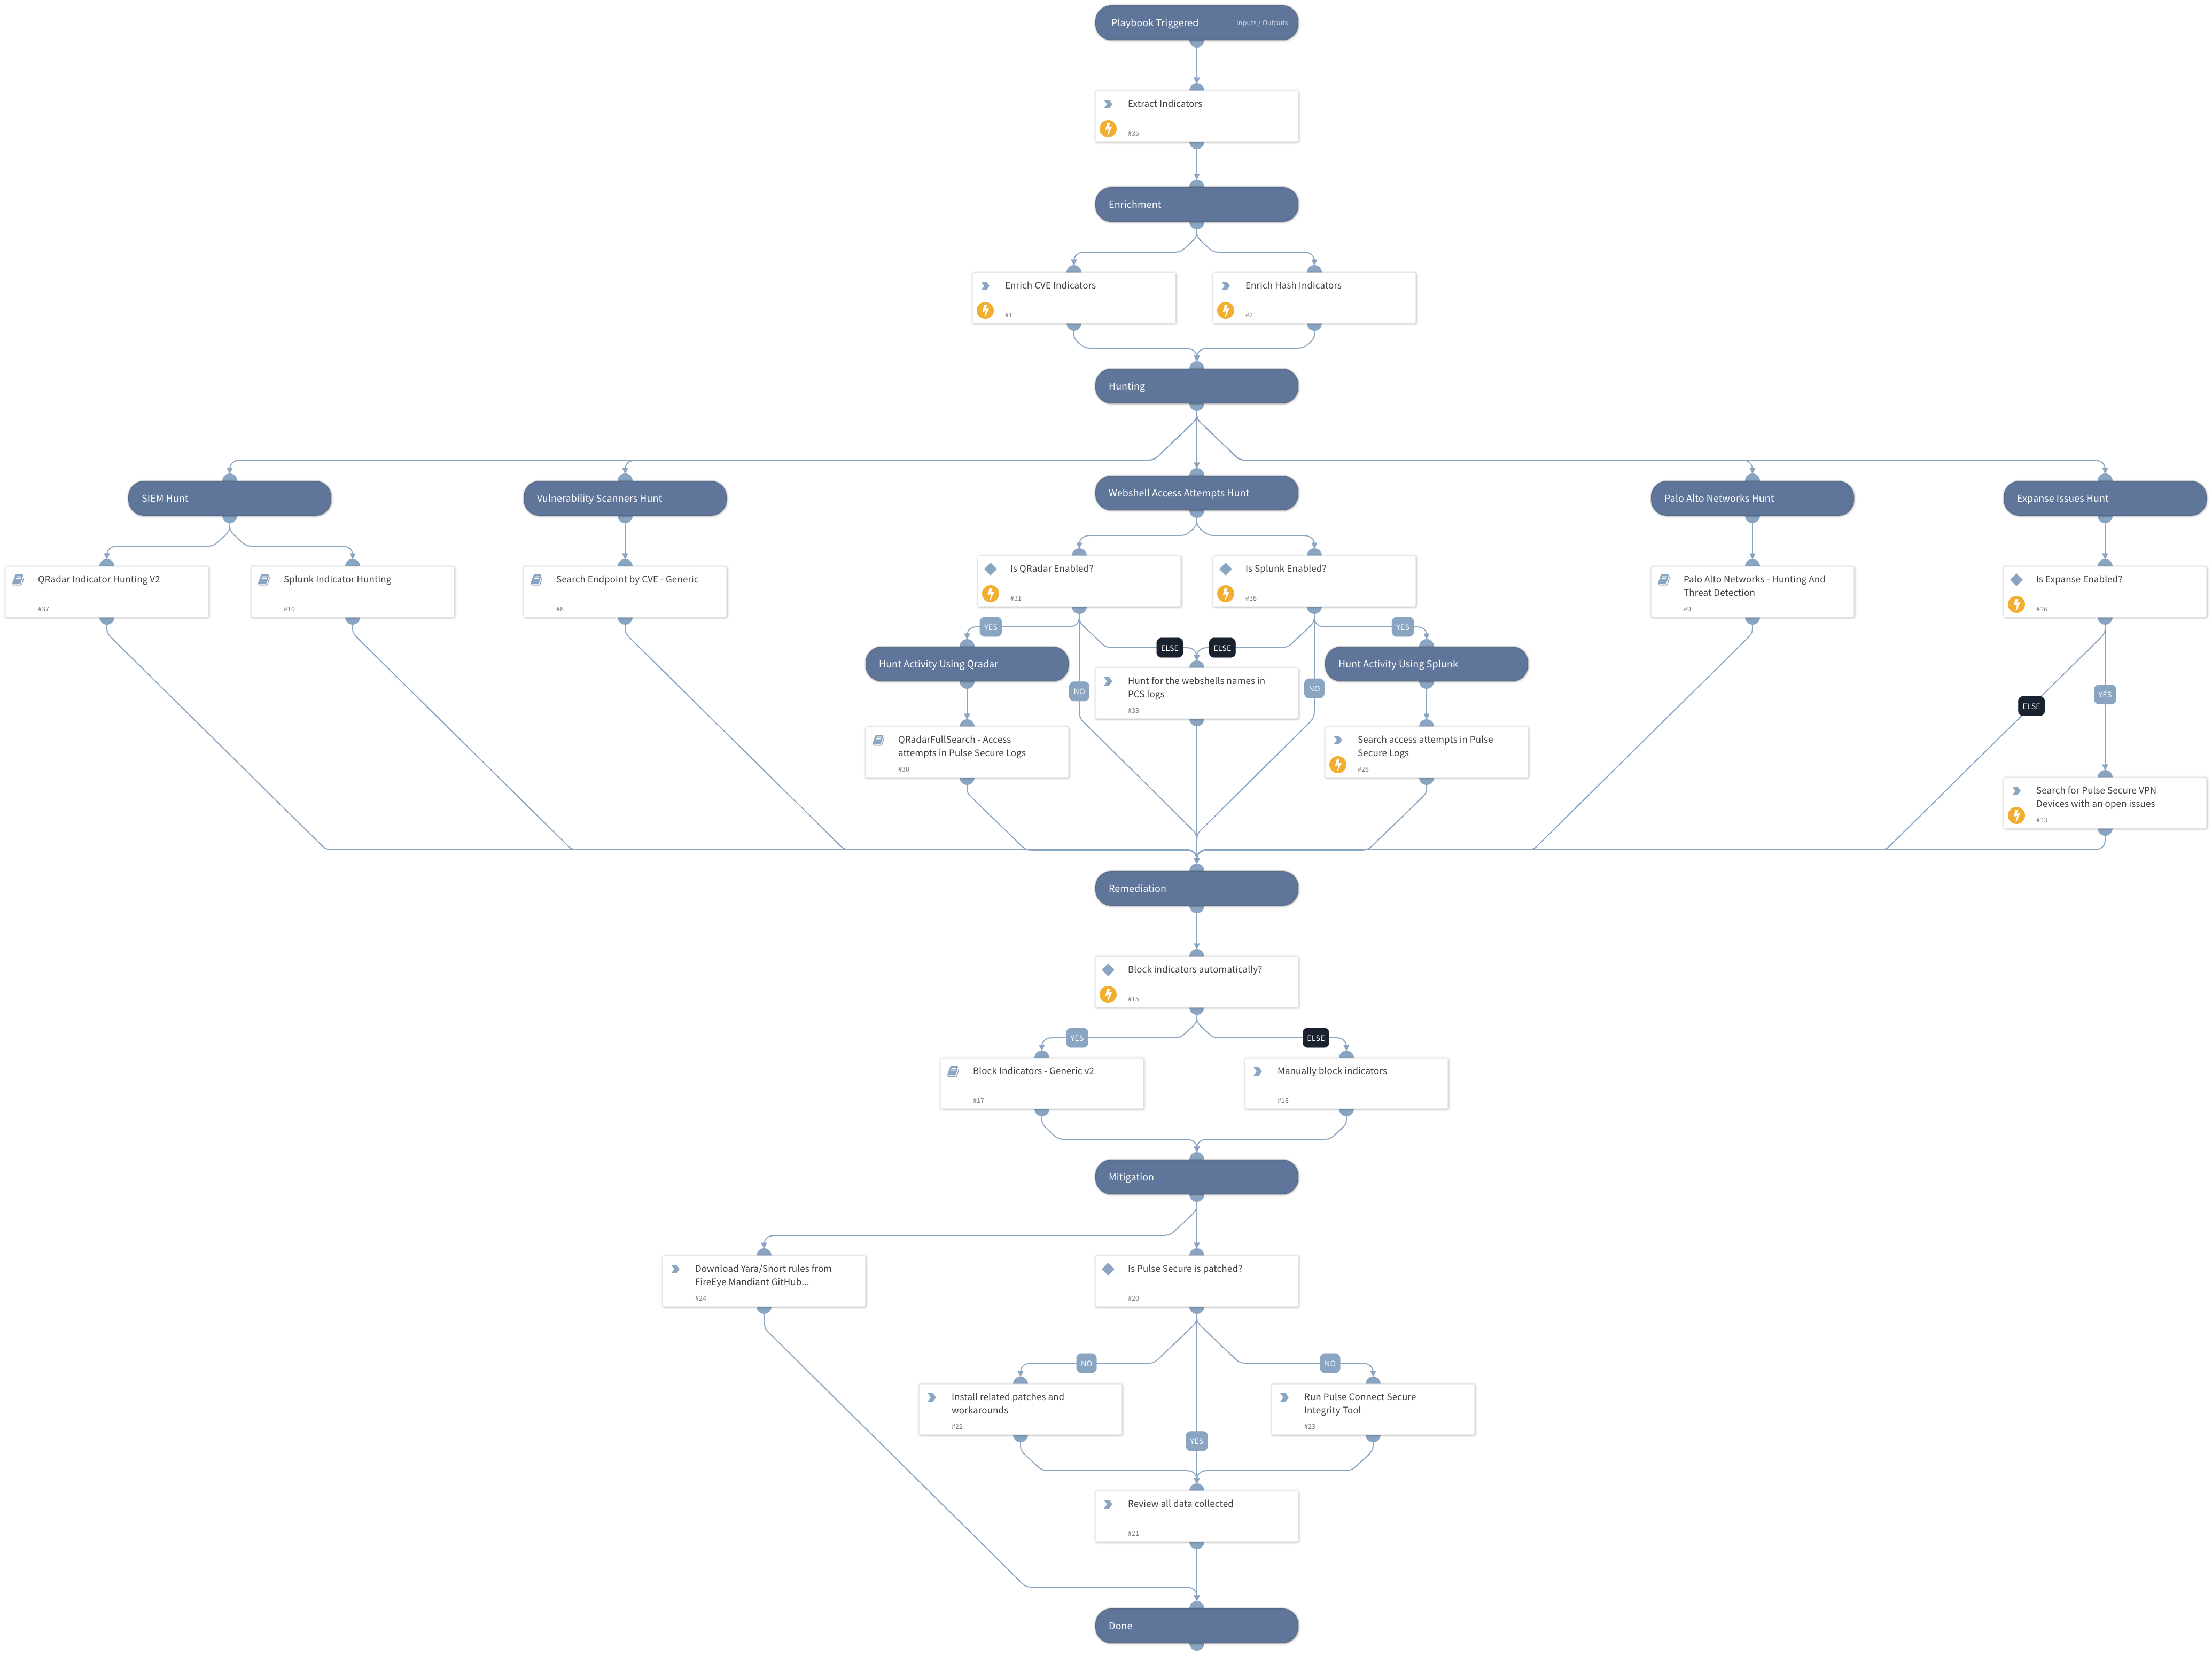 Playbook Triggered
Inputs / Outputs
Extract Indicators
#35
Enrichment
Enrich CVE Indicators
#1
Enrich Hash Indicators
#2
Hunting
SIEM Hunt
Vulnerability Scanners Hunt
Webshell Access Attempts Hunt
Palo Alto Networks Hunt
Expanse Issues Hunt
QRadar Indicator Hunting V2
#37
Splunk Indicator Hunting
#10
Search Endpoint by CVE - Generic
#8
Is QRadar Enabled?
#31
Is Splunk Enabled?
#38
Palo Alto Networks - Hunting And
Threat Detection
#9
Is Expanse Enabled?
#16
YES
ELSE
ELSE
YES
Hunt Activity Using Qradar
NO
Hunt for the webshells names in
PCS logs
#33
NO
Hunt Activity Using Splunk
ELSE
YES
QRadarFullSearch - Access
attempts in Pulse Secure Logs
#30
Search access attempts in Pulse
Secure Logs
#28
Search for Pulse Secure VPN
Devices with an open issues
#13
Remediation
Block indicators automatically?
#15
YES
ELSE
Block Indicators - Generic v2
#17
Manually block indicators
#18
Mitigation
Download Yara/Snort rules from
FireEye Mandiant GitHub...
#24
Is Pulse Secure is patched?
#20
NO
NO
Install related patches and
workarounds
#22
Run Pulse Connect Secure
Integrity Tool
#23
YES
Review all data collected
#21
Done